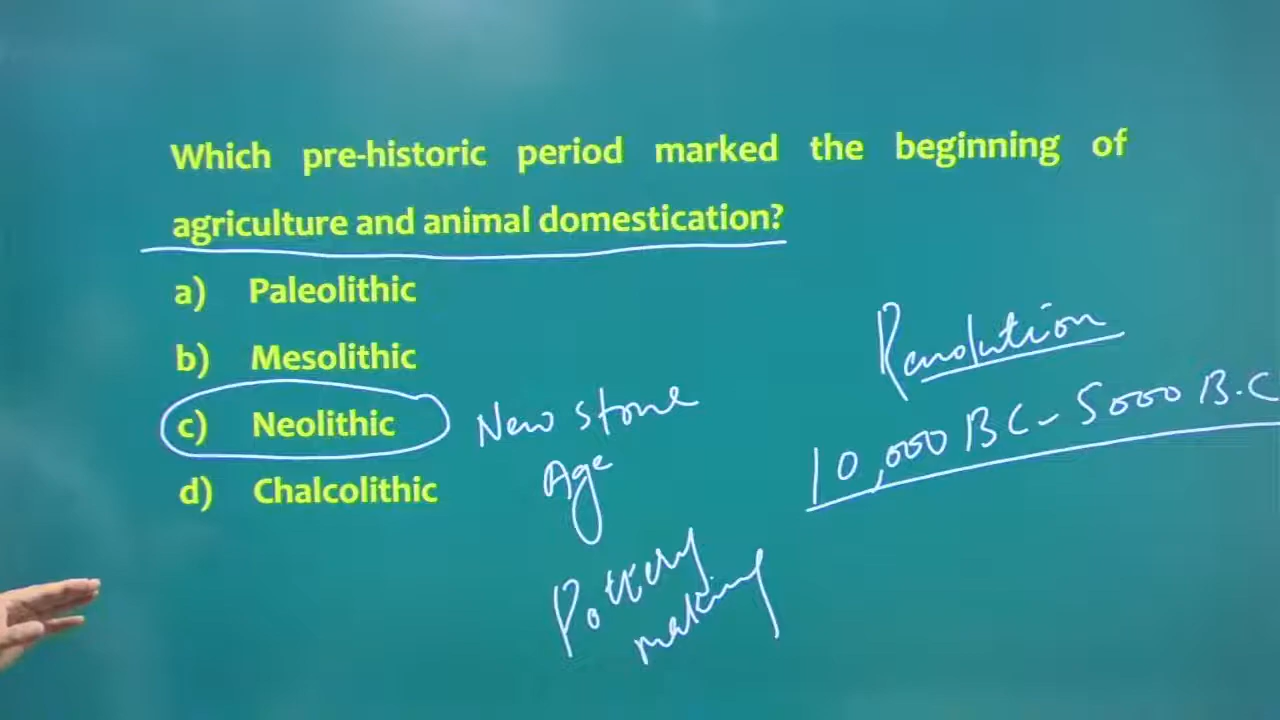 Which pre-historic period marked the beginning of
agriculture and animal domestication?
a) Paleolithic
b) Mesolithic
c) Neolithic
d) Chalcolithic
New stone
Age
Pottery
making
Revolution
10,000 BC - 5000 B.C